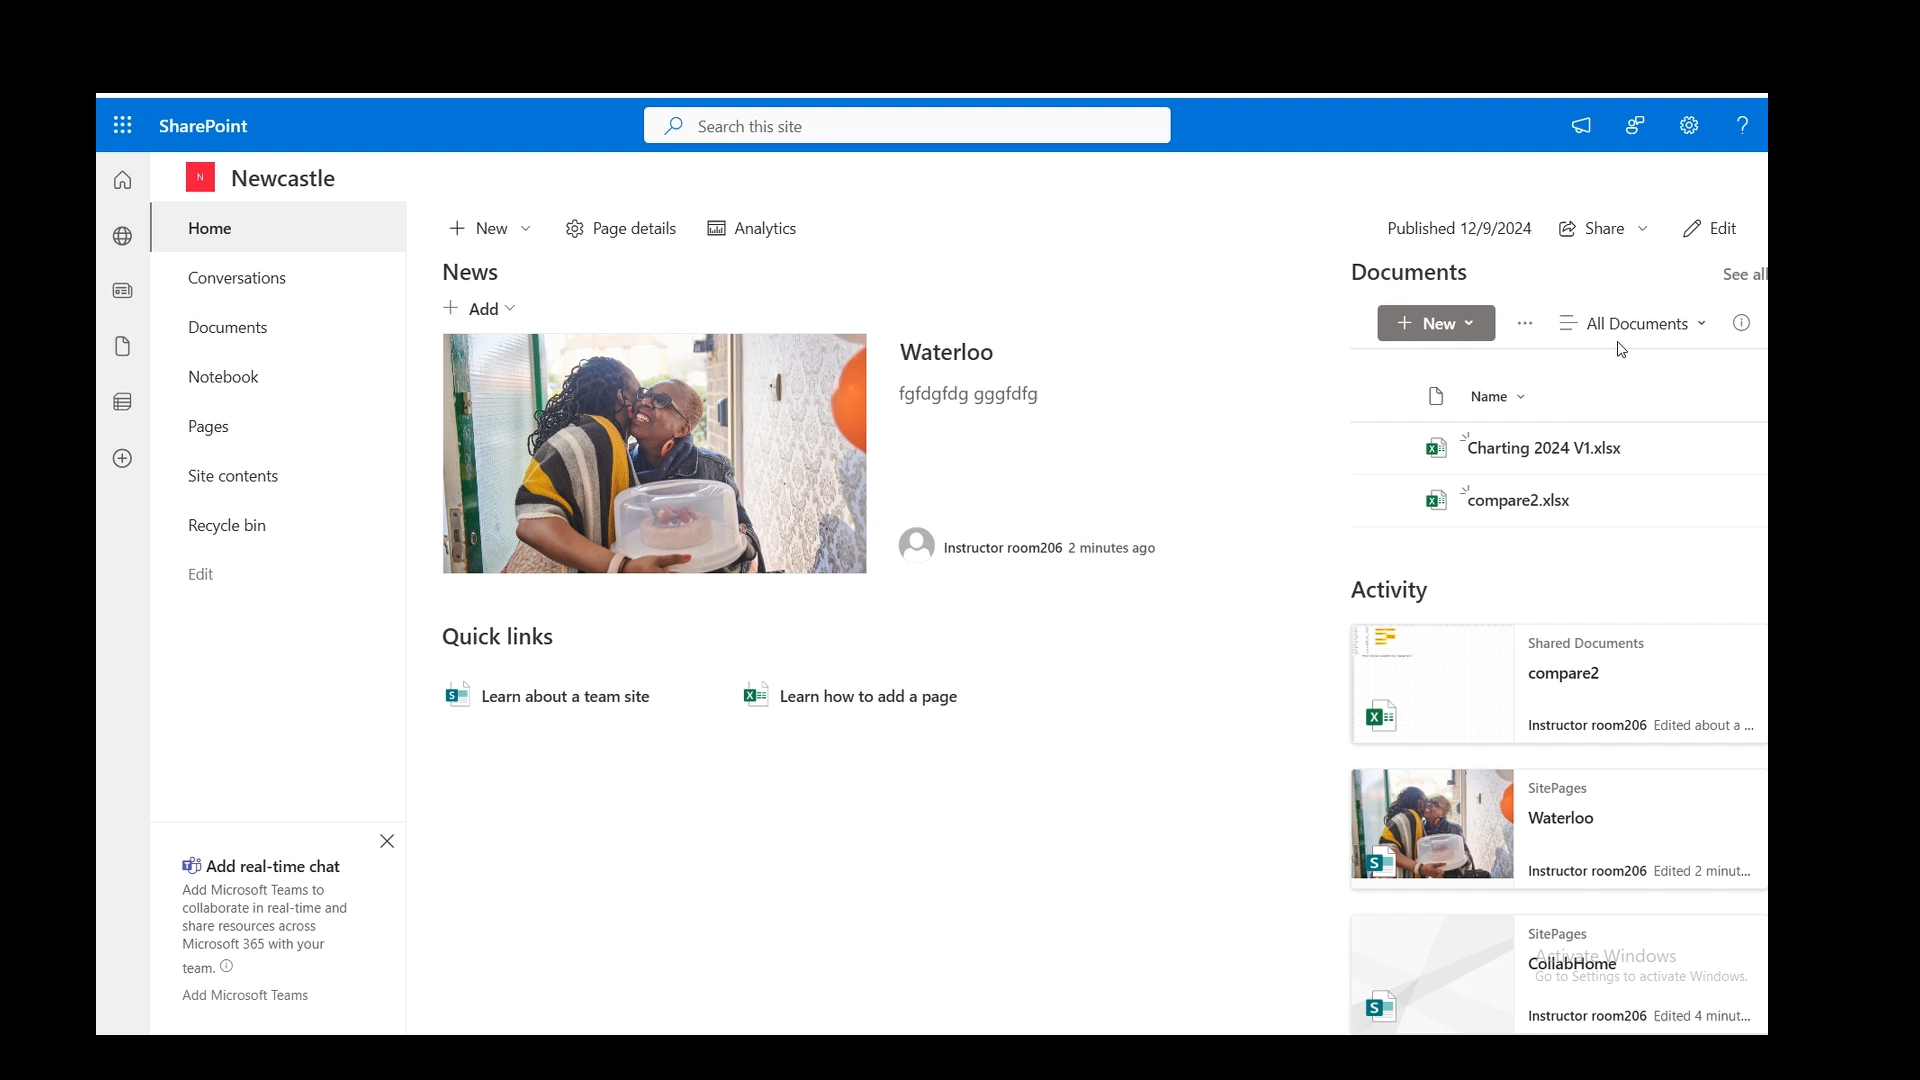 SharePoint
Search this site
N
Newcastle
Home
Conversations
Documents
Notebook
Pages
Site contents
Recycle bin
Edit
Add real-time chat
Add Microsoft Teams to
collaborate in real-time and
share resources across
Microsoft 365 with your
team.
Add Microsoft Teams
New
Page details
Analytics
Published 12/9/2024
Share
Edit
News
Add
Waterloo
fgfdgfdg gggfdfg
Instructor room206 2 minutes ago
Quick links
Learn about a team site
Learn how to add a page
Documents
See all
New
All Documents
Name
Charting 2024 V1.xlsx
compare2.xlsx
Activity
Shared Documents
compare2
Instructor room206 Edited about a ...
SitePages
Waterloo
Instructor room206 Edited 2 minut...
SitePages
Activate Windows
CollabHome
Go to Settings to activate Windows.
Instructor room206 Edited 4 minut...